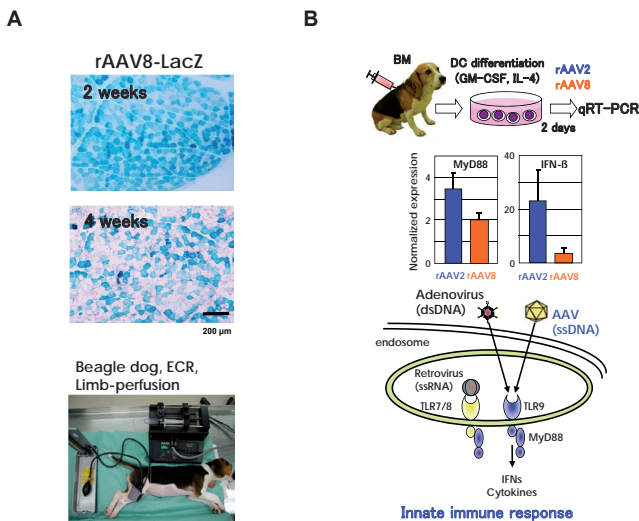 A
rAAV8-LacZ
2 weeks
4 weeks
200 µm
Beagle dog, ECR,
Limb-perfusion
B
BM
DC differentiation
(GM-CSF, IL-4)
rAAV2
rAAV8
qRT-PCR
2 days
Normalized expression
MyD88
4
2
0
rAAV2 rAAV8
IFN-ß
40
20
0
rAAV2 rAAV8
Adenovirus
(dsDNA)
AAV
(ssDNA)
endosome
Retrovirus
(ssRNA)
TLR7/8
TLR9
MyD88
IFNs
Cytokines
Innate immune response